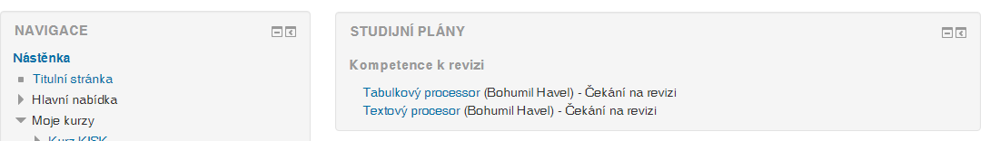 NAVIGACE
Nástěnka
Titulní stránka
Hlavní nabídka
Moje kurzy
Kurz KISK
STUDIJNÍ PLÁNY
Kompetence k revizi
Tabulkový processor (Bohumil Havel) - Čekání na revizi
Textový procesor (Bohumil Havel) - Čekání na revizi